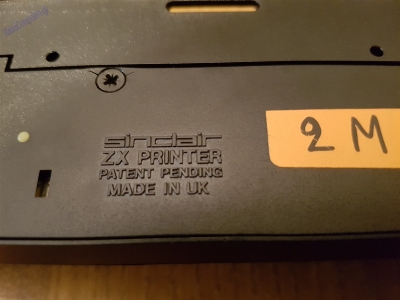 sinclair
ZX PRINTER
PATENT PENDING
MADE IN UK
2 M